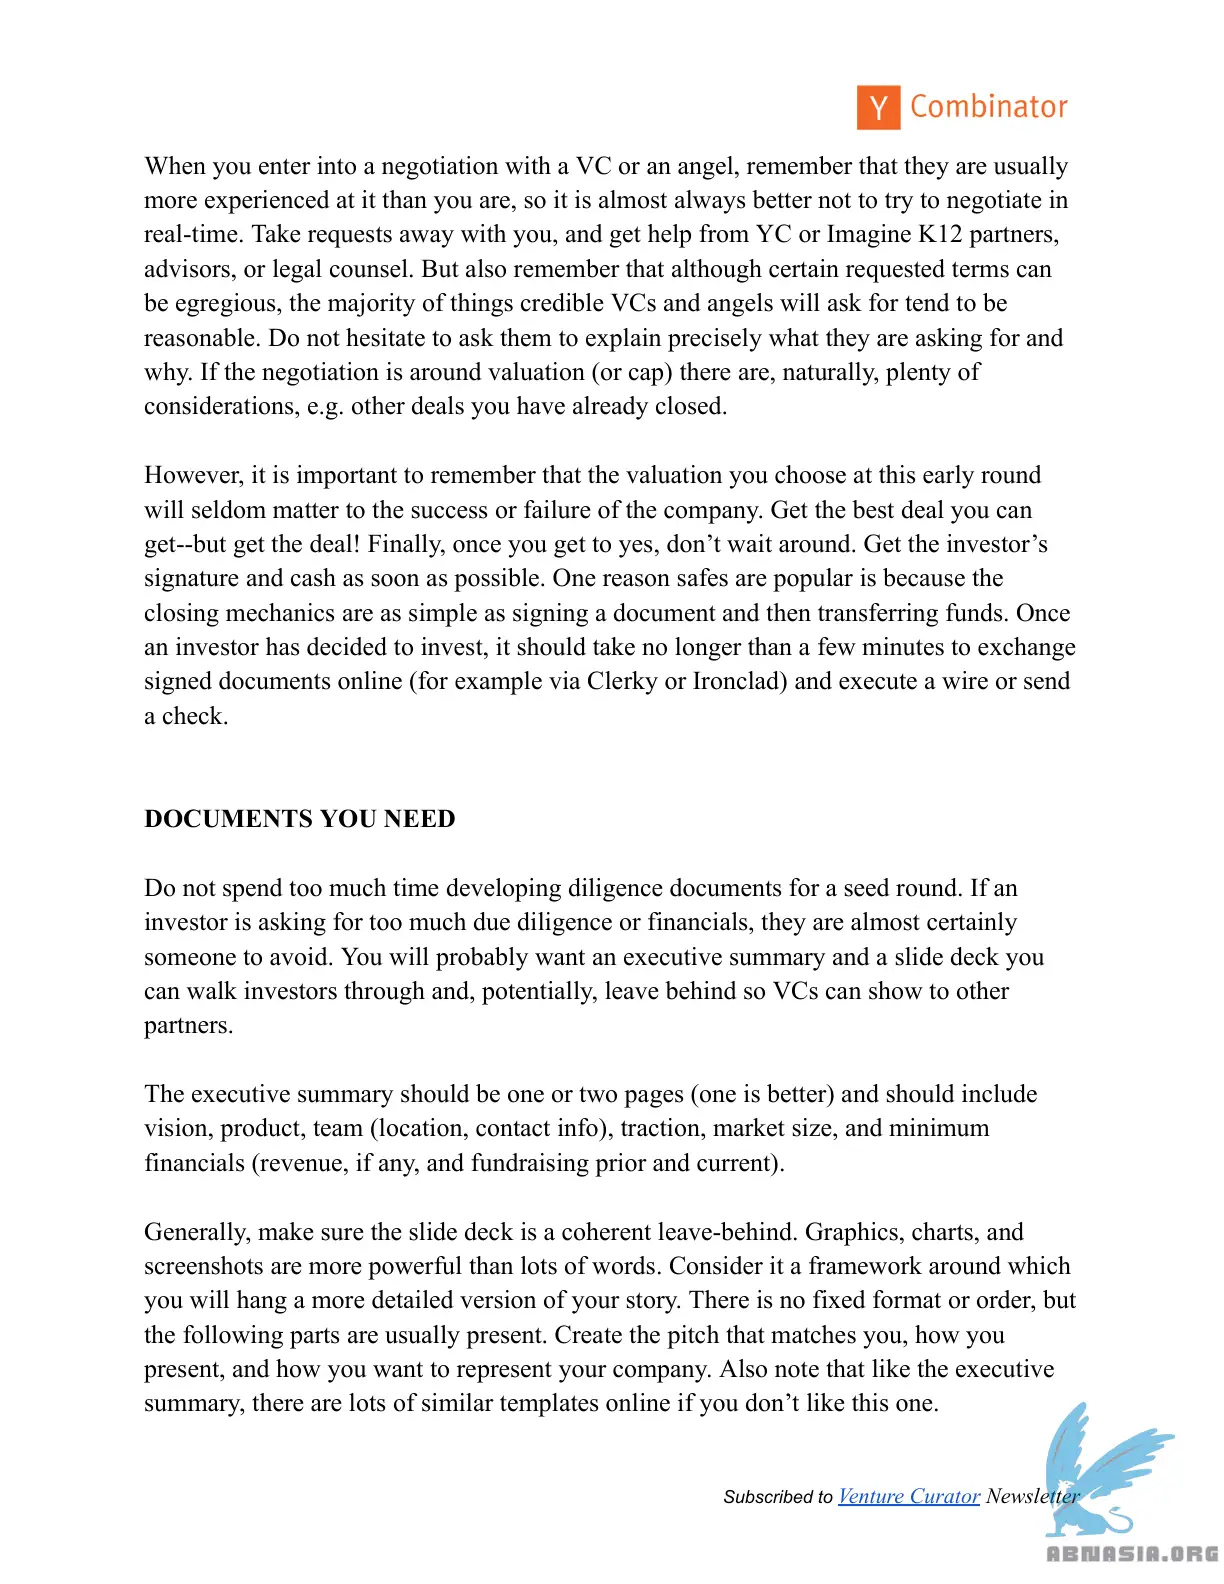 Y Combinator
When you enter into a negotiation with a VC or an angel, remember that they are usually
more experienced at it than you are, so it is almost always better not to try to negotiate in
real-time. Take requests away with you, and get help from YC or Imagine K12 partners,
advisors, or legal counsel. But also remember that although certain requested terms can
be egregious, the majority of things credible VCs and angels will ask for tend to be
reasonable. Do not hesitate to ask them to explain precisely what they are asking for and
why. If the negotiation is around valuation (or cap) there are, naturally, plenty of
considerations, e.g. other deals you have already closed.
However, it is important to remember that the valuation you choose at this early round
will seldom matter to the success or failure of the company. Get the best deal you can
get--but get the deal! Finally, once you get to yes, don’t wait around. Get the investor’s
signature and cash as soon as possible. One reason safes are popular is because the
closing mechanics are as simple as signing a document and then transferring funds. Once
an investor has decided to invest, it should take no longer than a few minutes to exchange
signed documents online (for example via Clerky or Ironclad) and execute a wire or send
a check.
DOCUMENTS YOU NEED
Do not spend too much time developing diligence documents for a seed round. If an
investor is asking for too much due diligence or financials, they are almost certainly
someone to avoid. You will probably want an executive summary and a slide deck you
can walk investors through and, potentially, leave behind so VCs can show to other
partners.
The executive summary should be one or two pages (one is better) and should include
vision, product, team (location, contact info), traction, market size, and minimum
financials (revenue, if any, and fundraising prior and current).
Generally, make sure the slide deck is a coherent leave-behind. Graphics, charts, and
screenshots are more powerful than lots of words. Consider it a framework around which
you will hang a more detailed version of your story. There is no fixed format or order, but
the following parts are usually present. Create the pitch that matches you, how you
present, and how you want to represent your company. Also note that like the executive
summary, there are lots of similar templates online if you don’t like this one.
Subscribed to Venture Curator Newsletter
ABNASIA.ORG